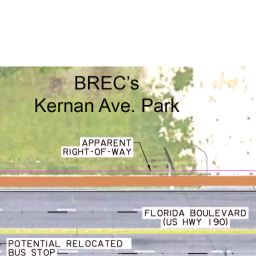 BREC's
Kernan Ave. Park
APPARENT
RIGHT-OF-WAY
FLORIDA BOULEVARD
(US HWY 190)
POTENTIAL RELOCATED
BUS STOP